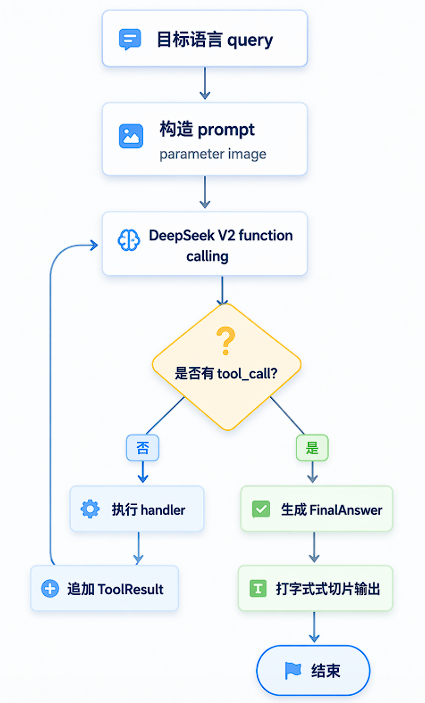 目标语言 query
构造 prompt
parameter image
DeepSeek V2 function
calling
?
是否有 tool_call?
否
是
执行 handler
生成 FinalAnswer
追加 ToolResult
T
打字式式切片输出
结束